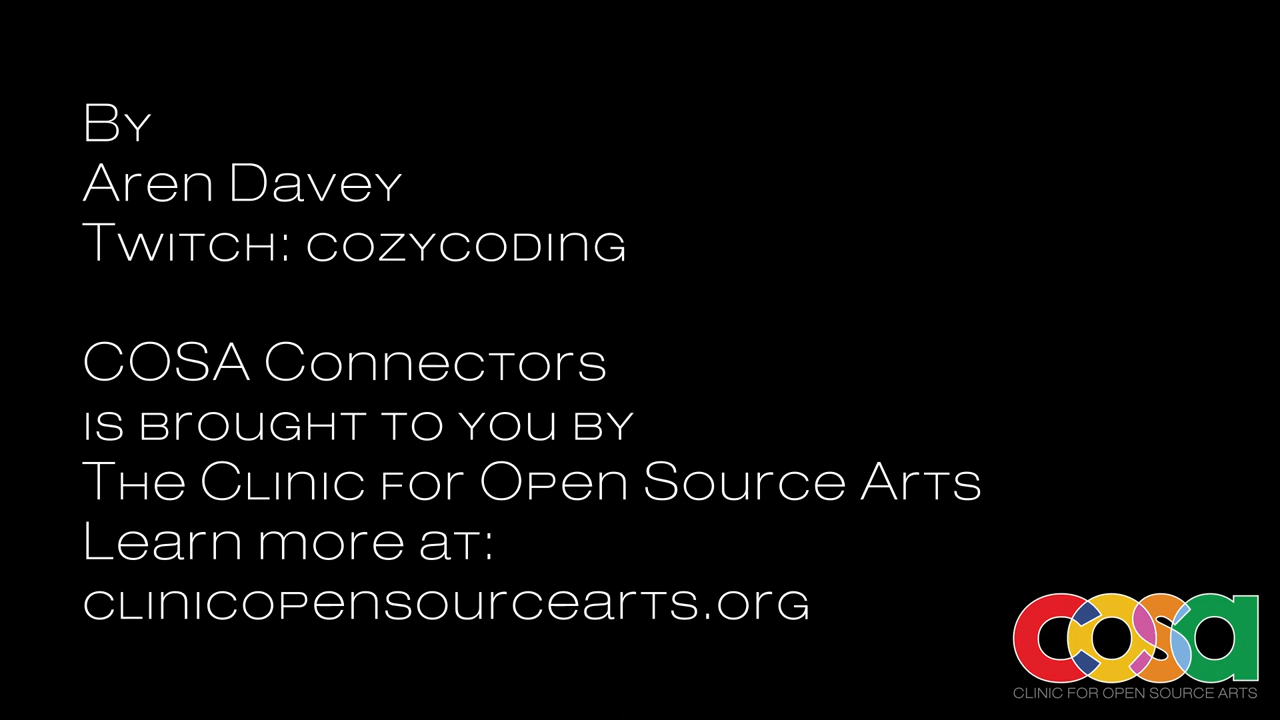 By
Aren Davey
Twitch: cozycoding
COSA Connectors
is brought to you by
The Clinic for Open Source Arts
Learn more at:
clinicopensourcearts.org
cosa
CLINIC FOR OPEN SOURCE ARTS